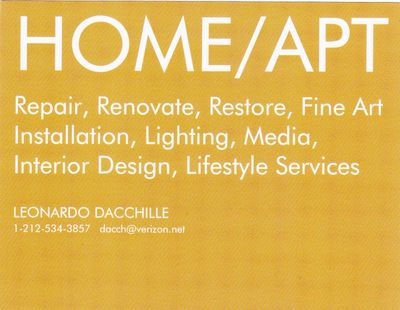 HOME/APT
Repair, Renovate, Restore, Fine Art
Installation, Lighting, Media,
Interior Design, Lifestyle Services
LEONARDO DACCHILLE
1-212-534-3857 dacch@verizon.net